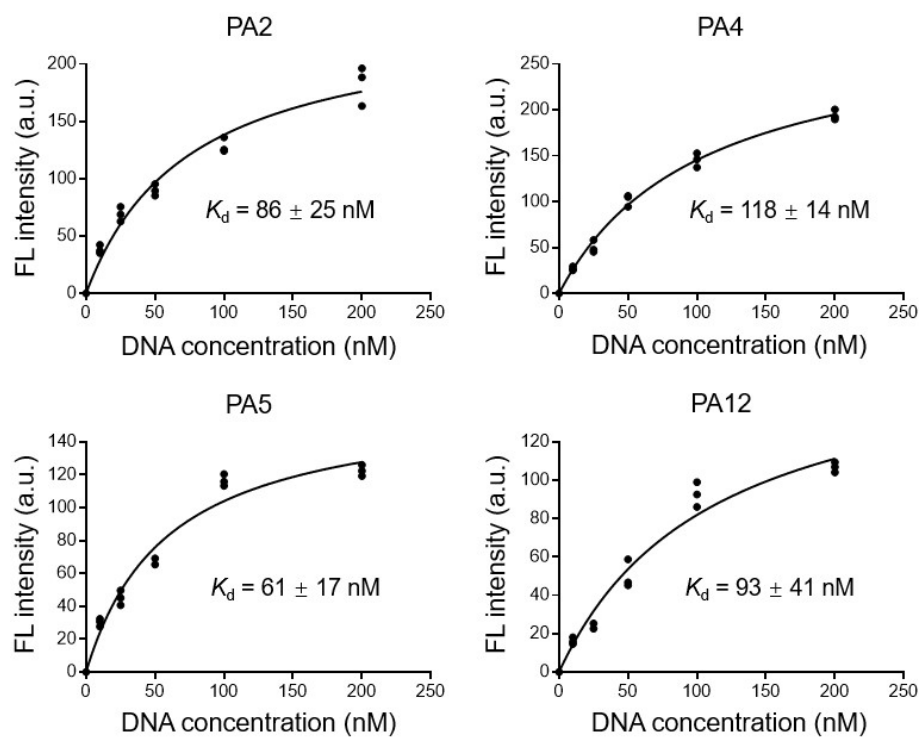 PA2
200
150
100
50
0
FL intensity (a.u.)
Kd = 86 ± 25 nM
0 50 100 150 200 250
DNA concentration (nM)
PA4
250
200
150
100
50
0
FL intensity (a.u.)
Kd = 118 ± 14 nM
0 50 100 150 200 250
DNA concentration (nM)
PA5
140
120
100
80
60
40
20
0
FL intensity (a.u.)
Kd = 61 ± 17 nM
0 50 100 150 200 250
DNA concentration (nM)
PA12
120
100
80
60
40
20
0
FL intensity (a.u.)
Kd = 93 ± 41 nM
0 50 100 150 200 250
DNA concentration (nM)